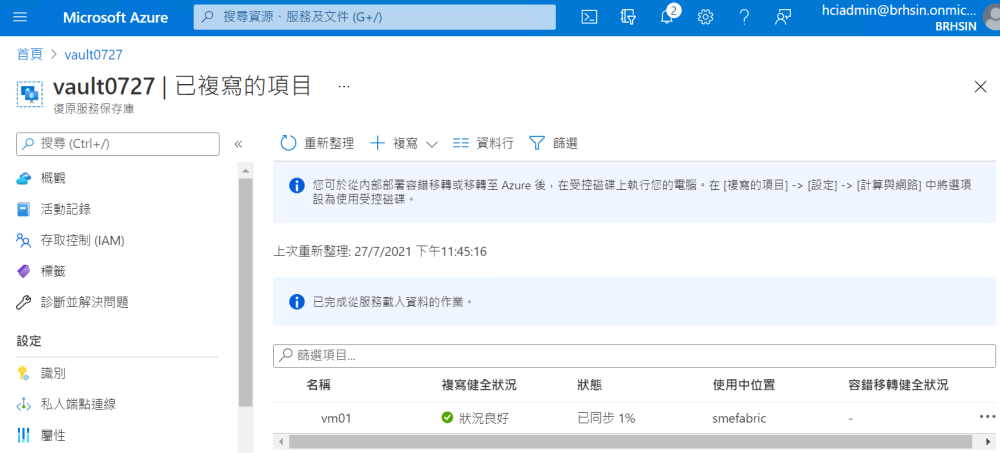 Microsoft Azure
搜尋資源、服務及文件 (G+/)
2
hciadmin@brhsin.onmic...
BRHSIN
首頁 > vault0727
vault0727 | 已複寫的項目 ...
復原服務保存庫
搜尋 (Ctrl+/)
概觀
活動記錄
存取控制 (IAM)
標籤
診斷並解決問題
設定
識別
私人端點連線
屬性
重新整理 複寫 資料行 篩選
您可於從內部部署容錯移轉或移轉至 Azure 後，在受控磁碟上執行您的電腦。在 [複寫的項目] -> [設定] -> [計算與網路] 中將選項
設為使用受控磁碟。
上次重新整理: 27/7/2021 下午11:45:16
已完成從服務載入資料的作業。
篩選項目...
名稱 複寫健全狀況 狀態 使用中位置 容錯移轉健全狀況
vm01 狀況良好 已同步 1% smefabric -